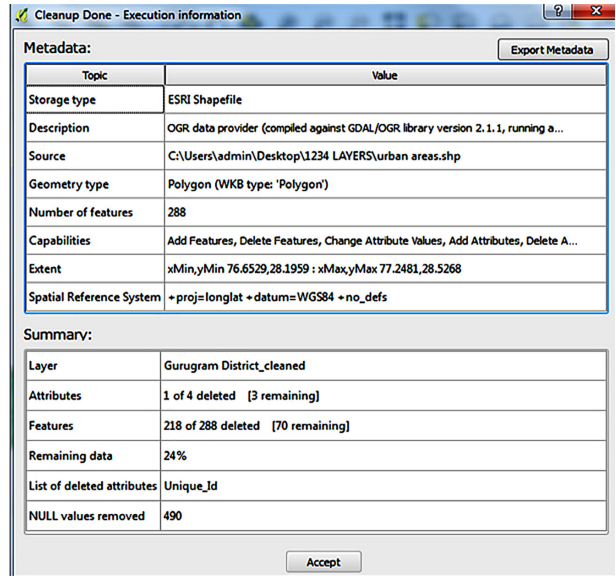 Cleanup Done - Execution information
Metadata:
Export Metadata
Topic Value
Storage type ESRI Shapefile
Description OGR data provider (compiled against GDAL/OGR library version 2.1.1, running a...
Source C:\Users\admin\Desktop\1234 LAYERS\urban areas.shp
Geometry type Polygon (WKB type: 'Polygon')
Number of features 288
Capabilities Add Features, Delete Features, Change Attribute Values, Add Attributes, Delete A...
Extent xMin,yMin 76.6529,28.1959 : xMax,yMax 77.2481,28.5268
Spatial Reference System +proj=longlat +datum=WGS84 +no_defs
Summary:
Layer Gurugram District_cleaned
Attributes 1 of 4 deleted [3 remaining]
Features 218 of 288 deleted [70 remaining]
Remaining data 24%
List of deleted attributes Unique_Id
NULL values removed 490
Accept